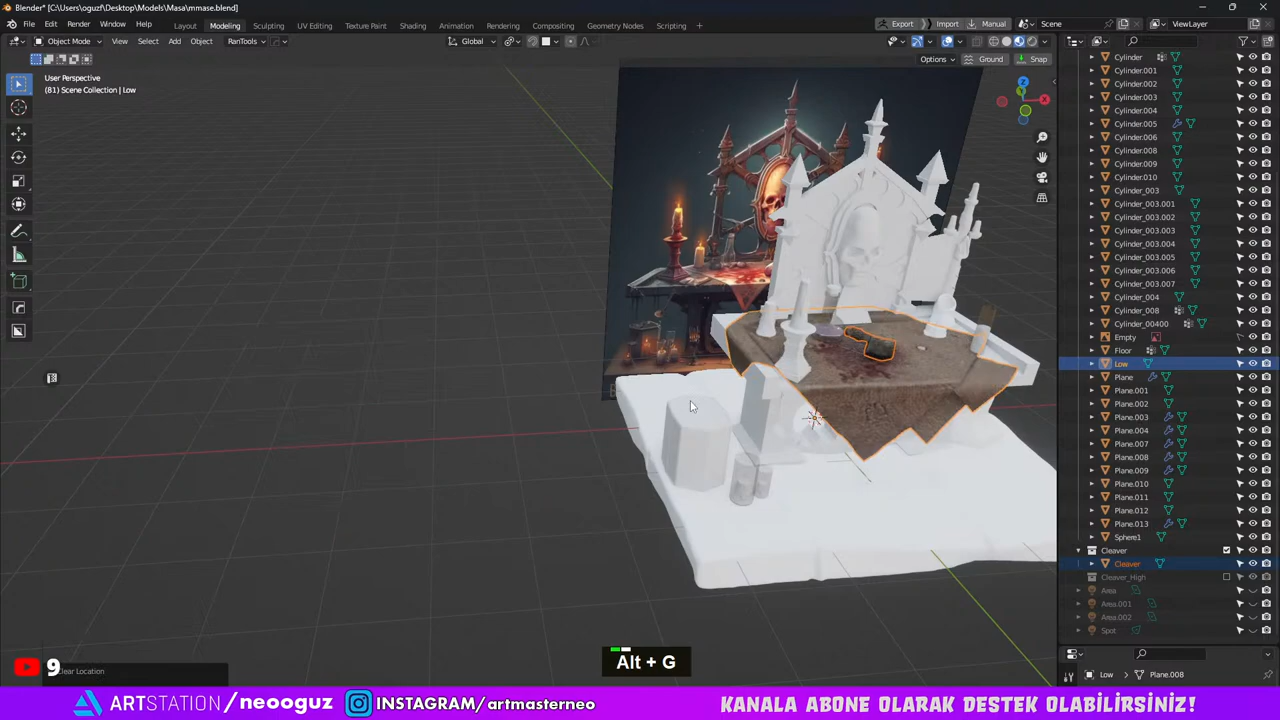 Blender* [C:\Users\oguzf\Desktop\Models\Masa\mmase.blend]
File Edit Render Window Help Layout Modeling Sculpting UV Editing Texture Paint Shading Animation Rendering Compositing Geometry Nodes Scripting + Export Import Manual Scene ViewLayer
Object Mode View Select Add Object RanTools Global
Options Ground Snap
User Perspective
(81) Scene Collection | Low
Z
X
Y
Cylinder
Cylinder.001
Cylinder.002
Cylinder.003
Cylinder.004
Cylinder.005
Cylinder.006
Cylinder.008
Cylinder.009
Cylinder.010
Cylinder_003
Cylinder_003.001
Cylinder_003.002
Cylinder_003.003
Cylinder_003.004
Cylinder_003.005
Cylinder_003.006
Cylinder_003.007
Cylinder_004
Cylinder_008
Cylinder_00400
Empty
Floor
Low
Plane
Plane.001
Plane.002
Plane.003
Plane.004
Plane.007
Plane.008
Plane.009
Plane.010
Plane.011
Plane.012
Plane.013
Sphere1
Cleaver
Cleaver
Cleaver_High
Area
Area.001
Area.002
Spot
Low > Plane.008
Alt + G
9
Clear Location
ARTSTATION/neooguz INSTAGRAM/artmasterneo KANALA ABONE OLARAK DESTEK OLABİLİRSİNİZ!